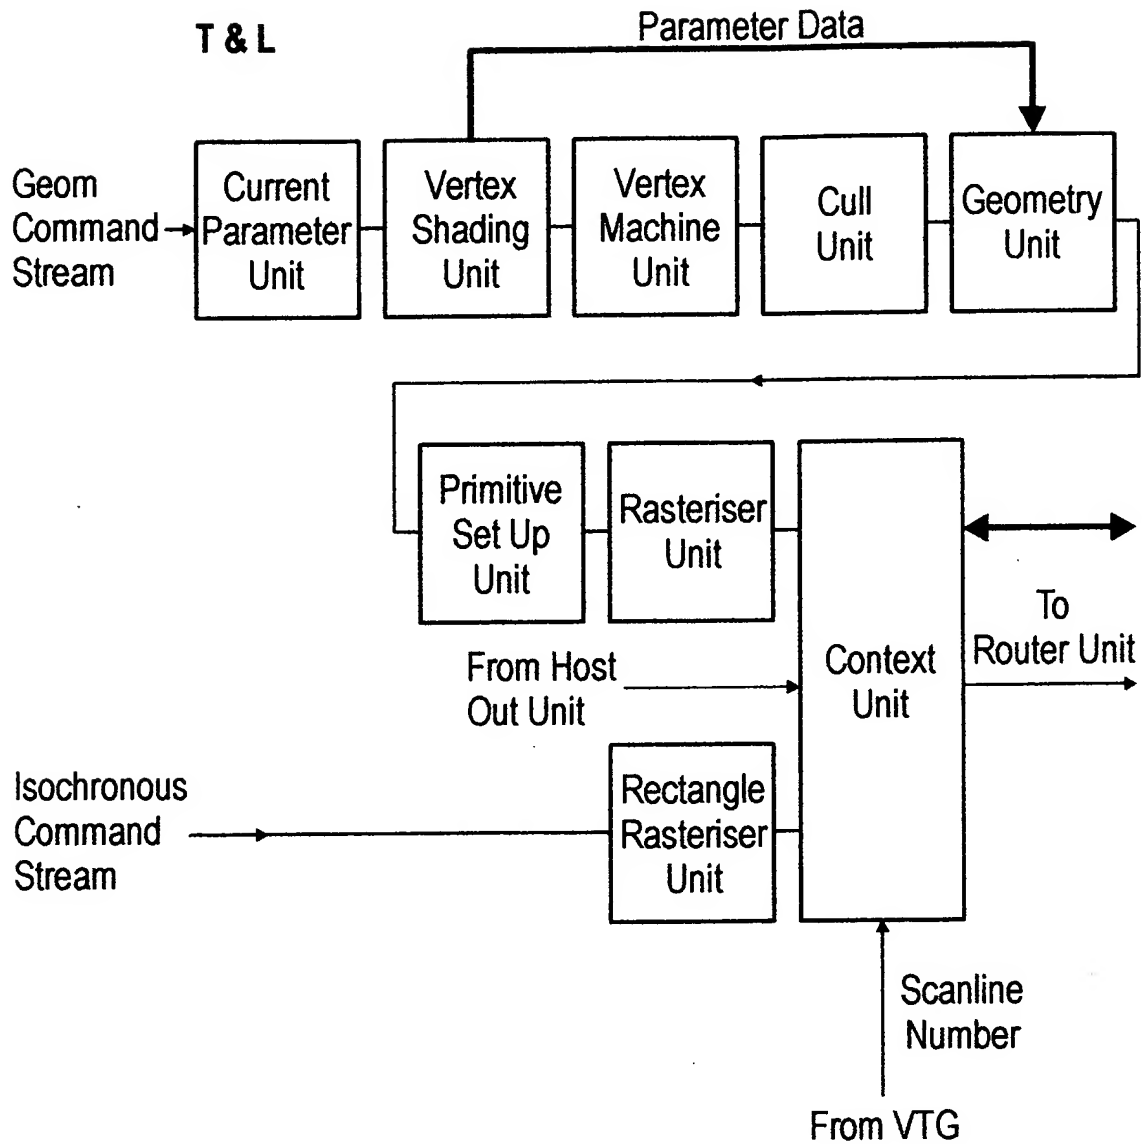 T & L
Parameter Data
Geom
Command
Stream
Current
Parameter
Unit
Vertex
Shading
Unit
Vertex
Machine
Unit
Cull
Unit
Geometry
Unit
Primitive
Set Up
Unit
Rasteriser
Unit
Context
Unit
To
Router Unit
From Host
Out Unit
Isochronous
Command
Stream
Rectangle
Rasteriser
Unit
Scanline
Number
From VTG